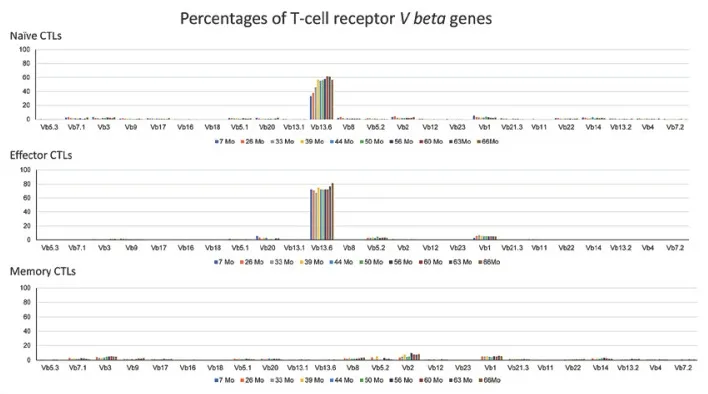 Percentages of T-cell receptor V beta genes
Naïve CTLs
100
80
60
40
20
0
Vb5.3 Vb7.1 Vb3 Vb9 Vb17 Vb16 Vb18 Vb5.1 Vb20 Vb13.1 Vb13.6 Vb8 Vb5.2 Vb2 Vb12 Vb23 Vb1 Vb21.3 Vb11 Vb22 Vb14 Vb13.2 Vb4 Vb7.2
7 Mo 26 Mo 33 Mo 39 Mo 44 Mo 50 Mo 56 Mo 60 Mo 63Mo 66Mo
Effector CTLs
100
80
60
40
20
0
Vb5.3 Vb7.1 Vb3 Vb9 Vb17 Vb16 Vb18 Vb5.1 Vb20 Vb13.1 Vb13.6 Vb8 Vb5.2 Vb2 Vb12 Vb23 Vb1 Vb21.3 Vb11 Vb22 Vb14 Vb13.2 Vb4 Vb7.2
7 Mo 26 Mo 33 Mo 39 Mo 44 Mo 50 Mo 56 Mo 60 Mo 63 Mo 66Mo
Memory CTLs
100
80
60
40
20
0
Vb5.3 Vb7.1 Vb3 Vb9 Vb17 Vb16 Vb18 Vb5.1 Vb20 Vb13.6 Vb8 Vb5.2 Vb2 Vb12 Vb23 Vb1 Vb21.3 Vb11 Vb22 Vb14 Vb13.2 Vb4 Vb7.2
7 Mo 26 Mo 33 Mo 39 Mo 44 Mo 50 Mo 56 Mo 60 Mo 63 Mo 66Mo